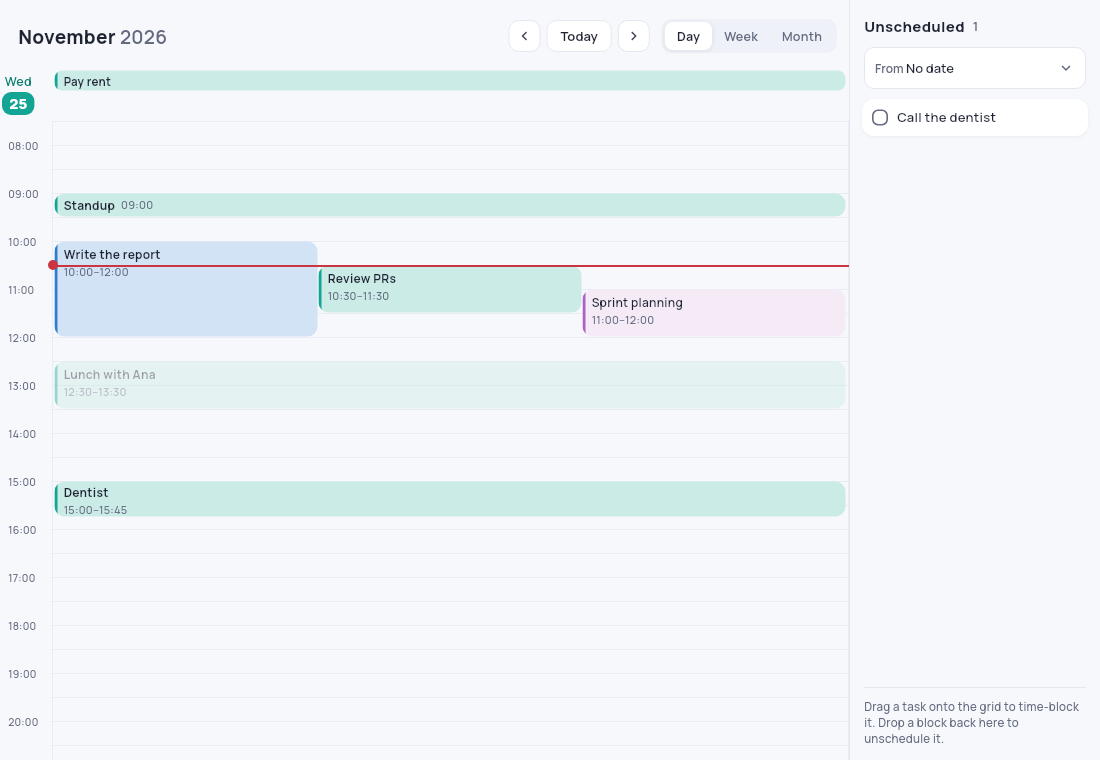 November 2026
Today
Day
Week
Month
Wed
25
Pay rent
08:00
09:00
Standup 09:00
10:00
Write the report
10:00–12:00
Review PRs
10:30–11:30
11:00
Sprint planning
11:00–12:00
12:00
Lunch with Ana
12:30–13:30
13:00
14:00
15:00
Dentist
15:00–15:45
16:00
17:00
18:00
19:00
20:00
Unscheduled 1
From No date
Call the dentist
Drag a task onto the grid to time-block
it. Drop a block back here to
unschedule it.